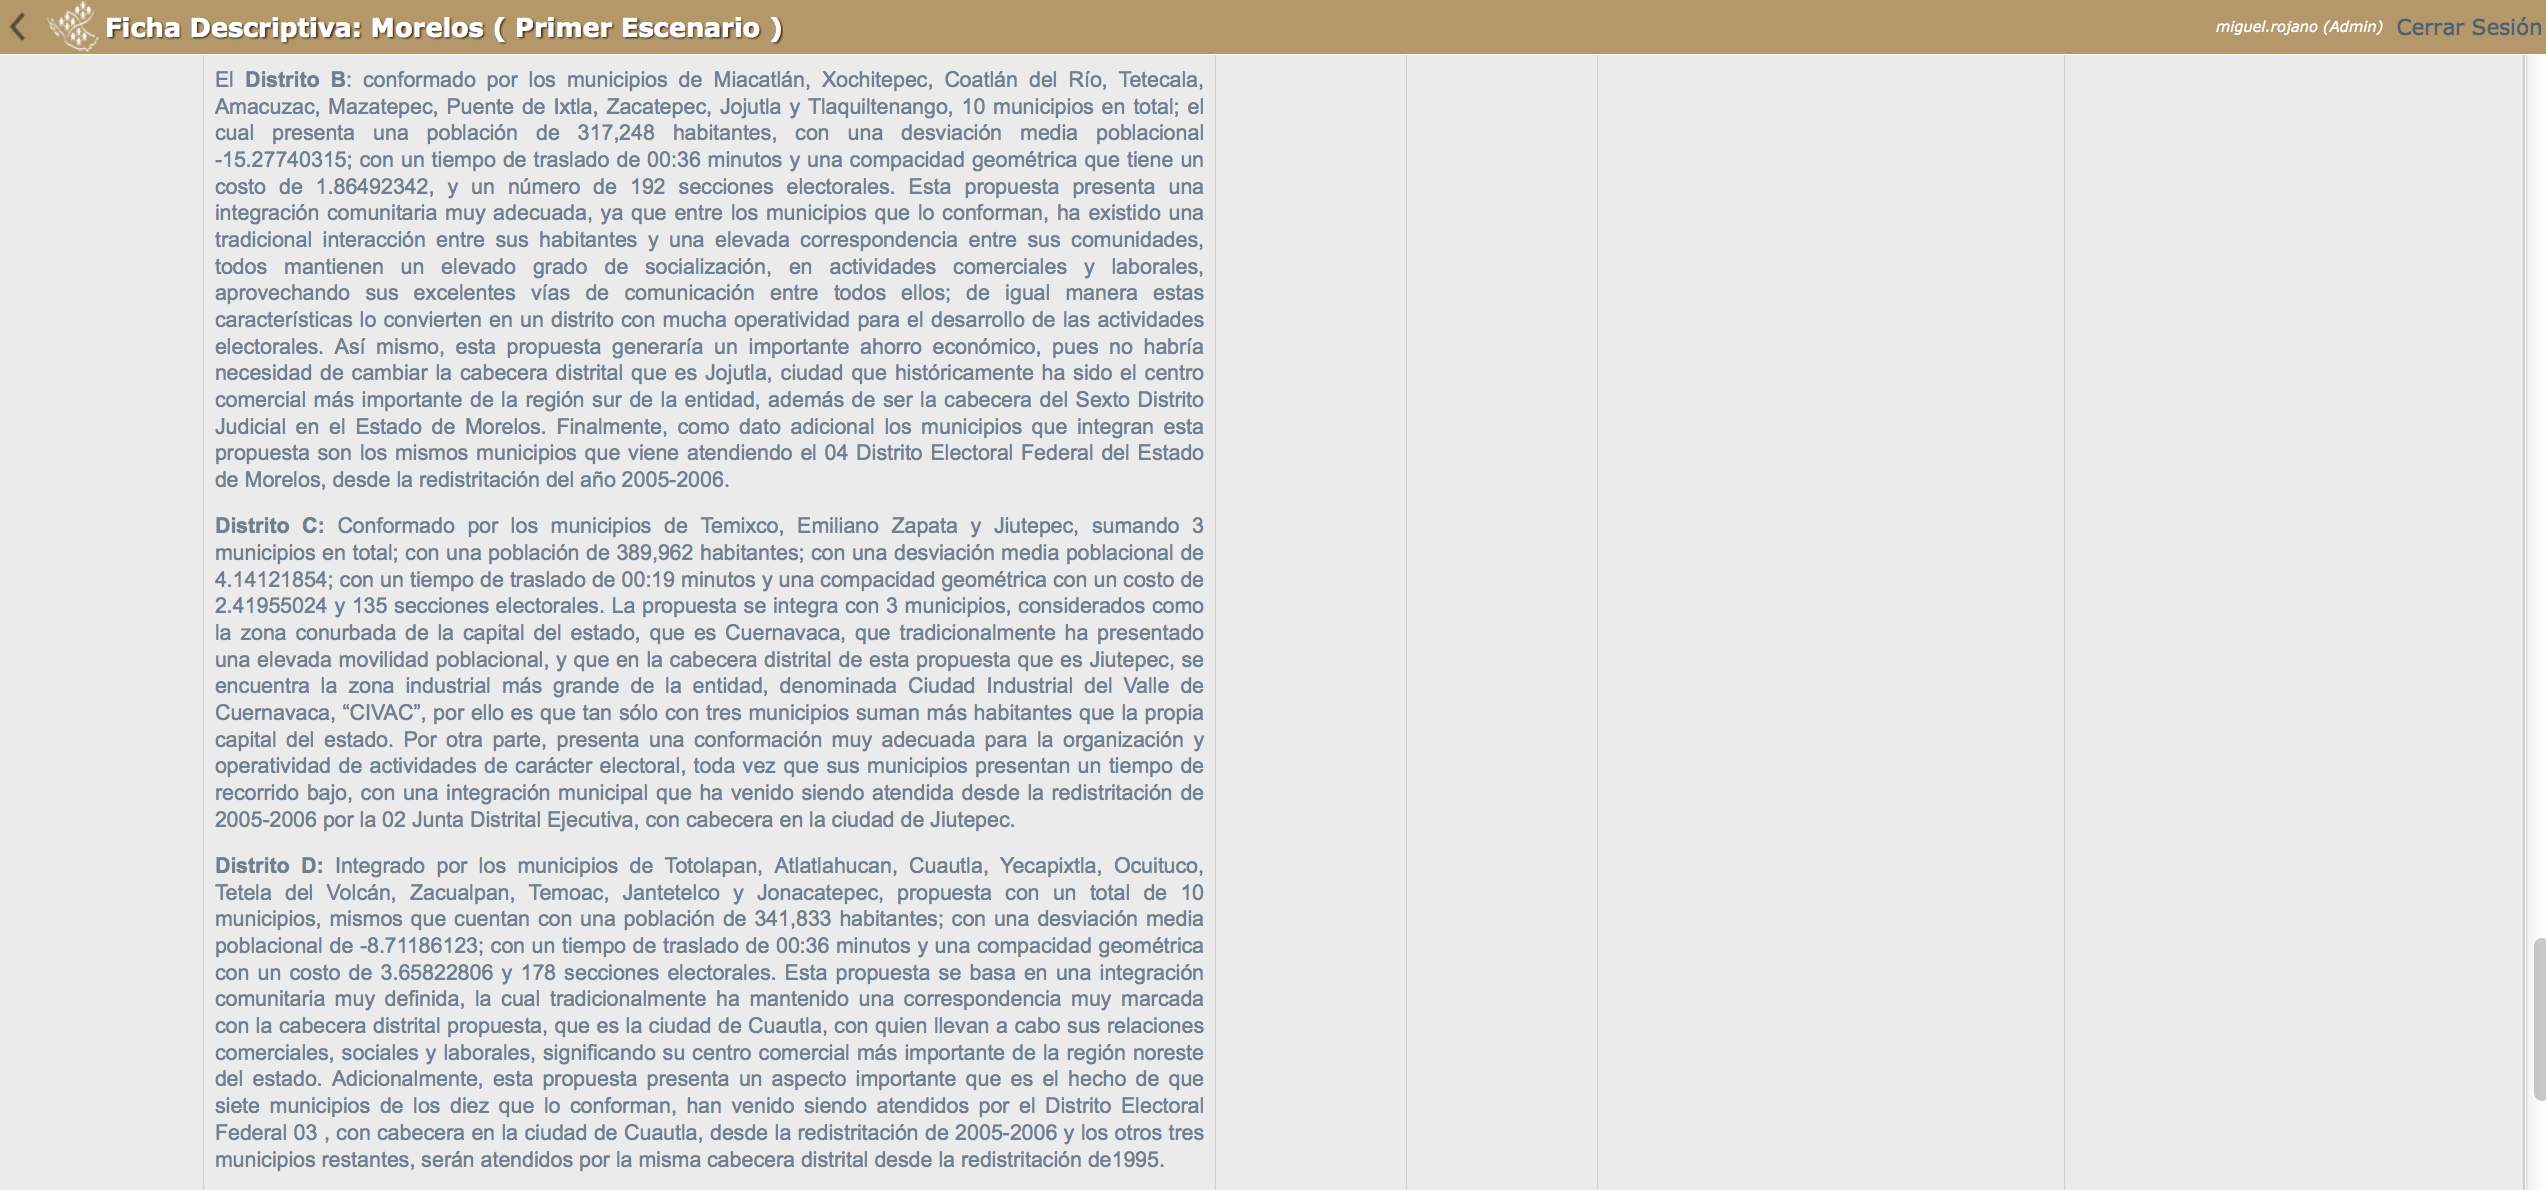 Ficha Descriptiva: Morelos ( Primer Escenario )
miguel.rojano (Admin) Cerrar Sesión
El Distrito B: conformado por los municipios de Miacatlán, Xochitepec, Coatlán del Río, Tetecala,
Amacuzac, Mazatepec, Puente de Ixtla, Zacatepec, Jojutla y Tlaquiltenango, 10 municipios en total; el
cual presenta una población de 317,248 habitantes, con una desviación media poblacional
-15.27740315; con un tiempo de traslado de 00:36 minutos y una compacidad geométrica que tiene un
costo de 1.86492342, y un número de 192 secciones electorales. Esta propuesta presenta una
integración comunitaria muy adecuada, ya que entre los municipios que lo conforman, ha existido una
tradicional interacción entre sus habitantes y una elevada correspondencia entre sus comunidades,
todos mantienen un elevado grado de socialización, en actividades comerciales y laborales,
aprovechando sus excelentes vías de comunicación entre todos ellos; de igual manera estas
características lo convierten en un distrito con mucha operatividad para el desarrollo de las actividades
electorales. Así mismo, esta propuesta generaría un importante ahorro económico, pues no habría
necesidad de cambiar la cabecera distrital que es Jojutla, ciudad que históricamente ha sido el centro
comercial más importante de la región sur de la entidad, además de ser la cabecera del Sexto Distrito
Judicial en el Estado de Morelos. Finalmente, como dato adicional los municipios que integran esta
propuesta son los mismos municipios que viene atendiendo el 04 Distrito Electoral Federal del Estado
de Morelos, desde la redistritación del año 2005-2006.
Distrito C: Conformado por los municipios de Temixco, Emiliano Zapata y Jiutepec, sumando 3
municipios en total; con una población de 389,962 habitantes; con una desviación media poblacional de
4.14121854; con un tiempo de traslado de 00:19 minutos y una compacidad geométrica con un costo de
2.41955024 y 135 secciones electorales. La propuesta se integra con 3 municipios, considerados como
la zona conurbada de la capital del estado, que es Cuernavaca, que tradicionalmente ha presentado
una elevada movilidad poblacional, y que en la cabecera distrital de esta propuesta que es Jiutepec, se
encuentra la zona industrial más grande de la entidad, denominada Ciudad Industrial del Valle de
Cuernavaca, “CIVAC”, por ello es que tan sólo con tres municipios suman más habitantes que la propia
capital del estado. Por otra parte, presenta una conformación muy adecuada para la organización y
operatividad de actividades de carácter electoral, toda vez que sus municipios presentan un tiempo de
recorrido bajo, con una integración municipal que ha venido siendo atendida desde la redistritación de
2005-2006 por la 02 Junta Distrital Ejecutiva, con cabecera en la ciudad de Jiutepec.
Distrito D: Integrado por los municipios de Totolapan, Atlatlahucan, Cuautla, Yecapixtla, Ocuituco,
Tetela del Volcán, Zacualpan, Temoac, Jantetelco y Jonacatepec, propuesta con un total de 10
municipios, mismos que cuentan con una población de 341,833 habitantes; con una desviación media
poblacional de -8.71186123; con un tiempo de traslado de 00:36 minutos y una compacidad geométrica
con un costo de 3.65822806 y 178 secciones electorales. Esta propuesta se basa en una integración
comunitaria muy definida, la cual tradicionalmente ha mantenido una correspondencia muy marcada
con la cabecera distrital propuesta, que es la ciudad de Cuautla, con quien llevan a cabo sus relaciones
comerciales, sociales y laborales, significando su centro comercial más importante de la región noreste
del estado. Adicionalmente, esta propuesta presenta un aspecto importante que es el hecho de que
siete municipios de los diez que lo conforman, han venido siendo atendidos por el Distrito Electoral
Federal 03 , con cabecera en la ciudad de Cuautla, desde la redistritación de 2005-2006 y los otros tres
municipios restantes, serán atendidos por la misma cabecera distrital desde la redistritación de1995.